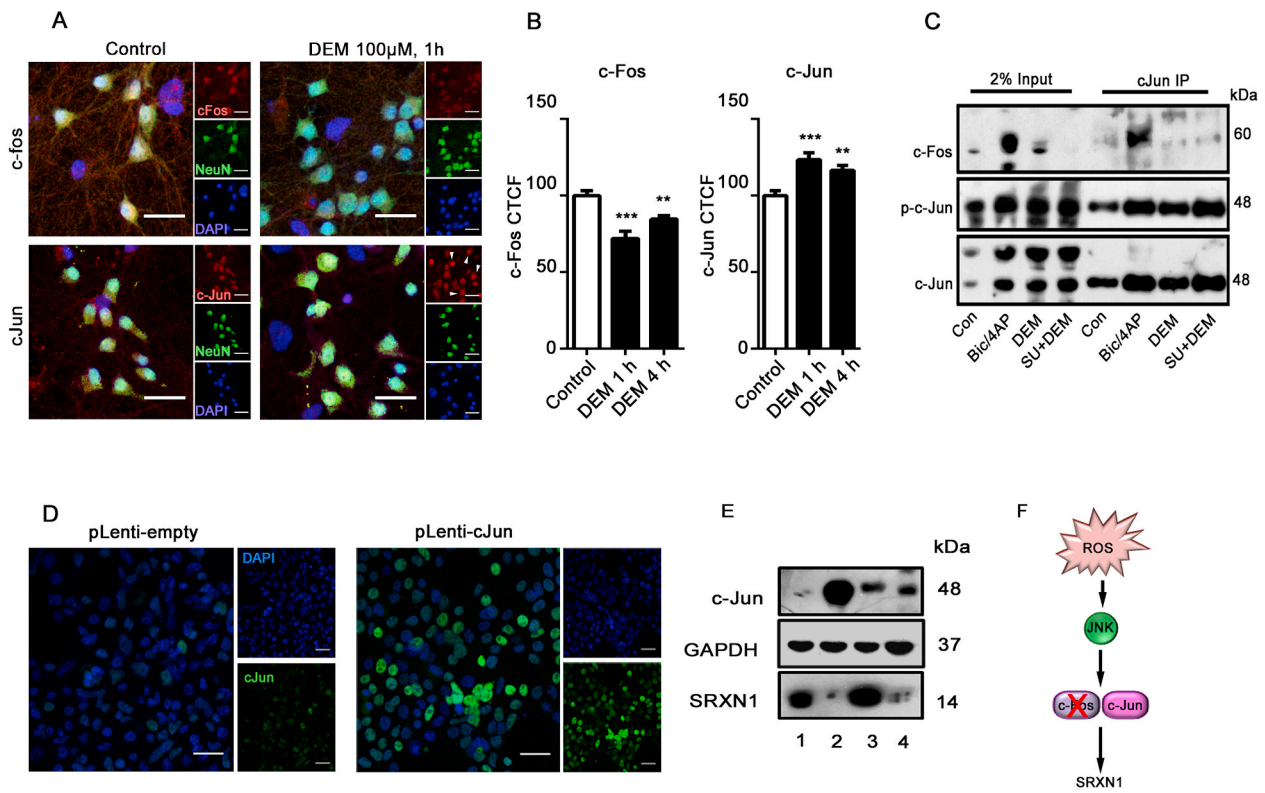 A
Control
DEM 100µM, 1h
c-fos
cFos
NeuN
DAPI
cJun
c-Jun
NeuN
DAPI
B
c-Fos
c-Fos CTCF
150
100
50
0
***
**
Control
DEM 1 h
DEM 4 h
c-Jun
c-Jun CTCF
150
100
50
0
***
**
Control
DEM 1 h
DEM 4 h
C
2% Input
cJun IP
kDa
c-Fos
60
p-c-Jun
48
c-Jun
48
Con
Bic/4AP
DEM
SU+DEM
Con
Bic/4AP
DEM
SU+DEM
D
pLenti-empty
pLenti-cJun
DAPI
cJun
E
kDa
c-Jun
48
GAPDH
37
SRXN1
14
1 2 3 4
F
ROS
JNK
c-Fos
c-Jun
SRXN1